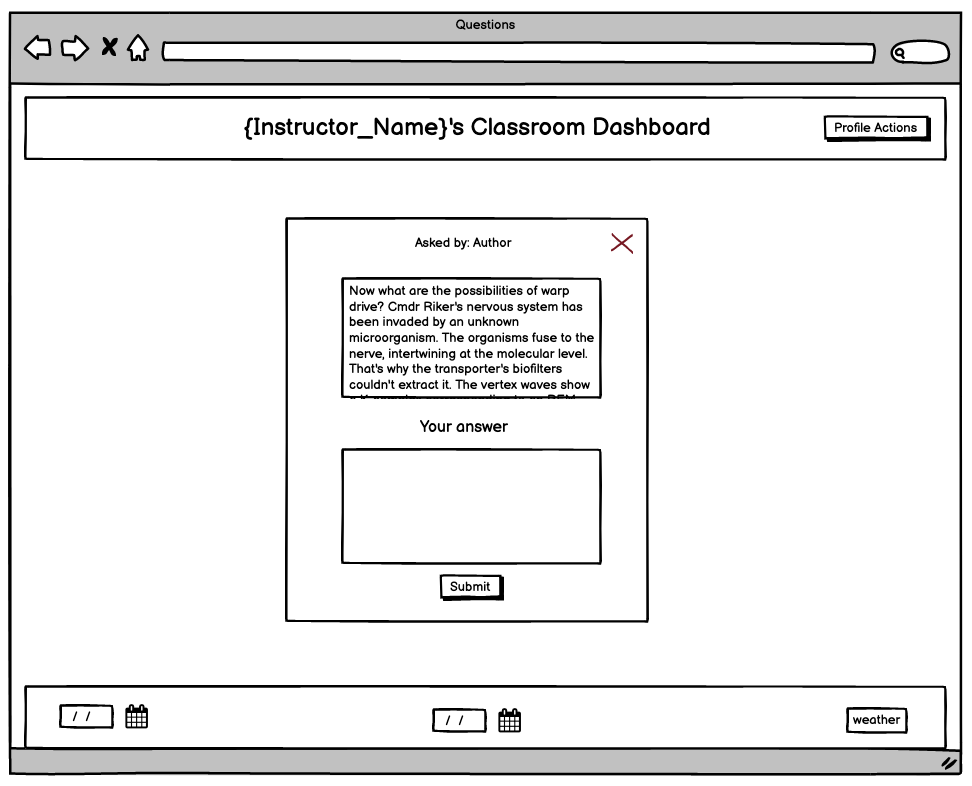 Questions
{Instructor_Name}'s Classroom Dashboard
Profile Actions
Asked by: Author
Now what are the possibilities of warp
drive? Cmdr Riker's nervous system has
been invaded by an unknown
microorganism. The organisms fuse to the
nerve, intertwining at the molecular level.
That's why the transporter's biofilters
couldn't extract it. The vertex waves show
Your answer
Submit
/ /
/ /
weather